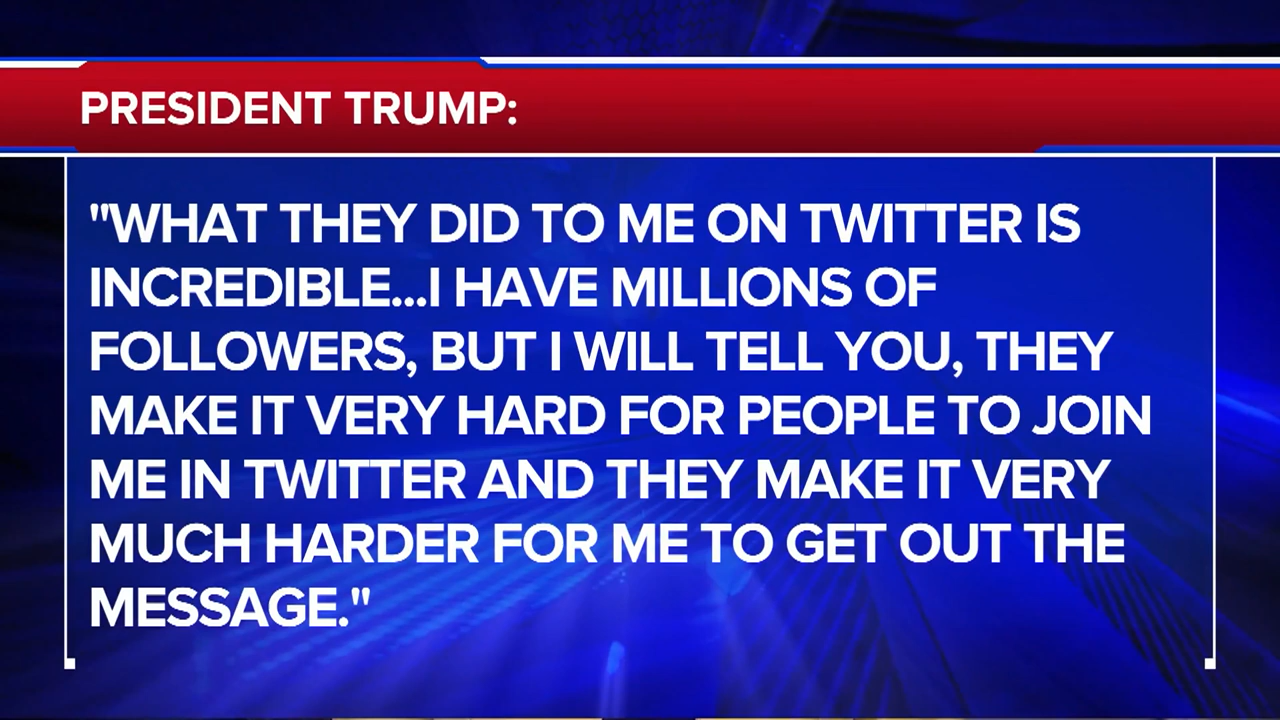 PRESIDENT TRUMP:
"WHAT THEY DID TO ME ON TWITTER IS
INCREDIBLE...I HAVE MILLIONS OF
FOLLOWERS, BUT I WILL TELL YOU, THEY
MAKE IT VERY HARD FOR PEOPLE TO JOIN
ME IN TWITTER AND THEY MAKE IT VERY
MUCH HARDER FOR ME TO GET OUT THE
MESSAGE."